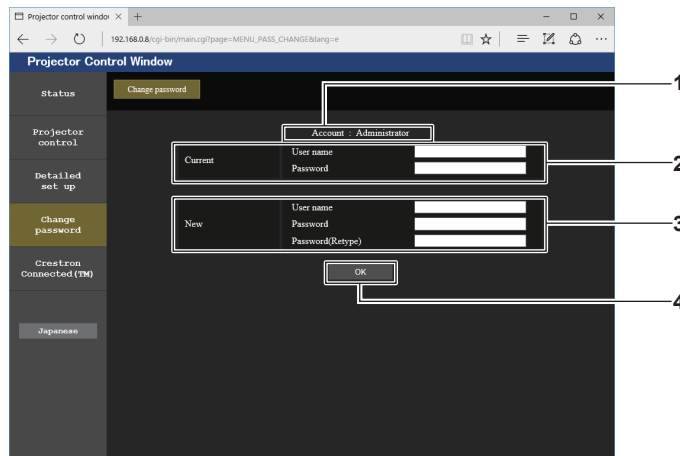 Projector control windo
192.168.0.8/cgi-bin/main.cgi?page=MENU_PASS_CHANGE&lang=e
Projector Control Window
Status
Change password
1
Account : Administrator
Projector
control
Current
User name
Password
2
Detailed
set up
Change
password
New
User name
Password
Password(Retype)
3
Crestron
Connected(TM)
OK
4
Japanese